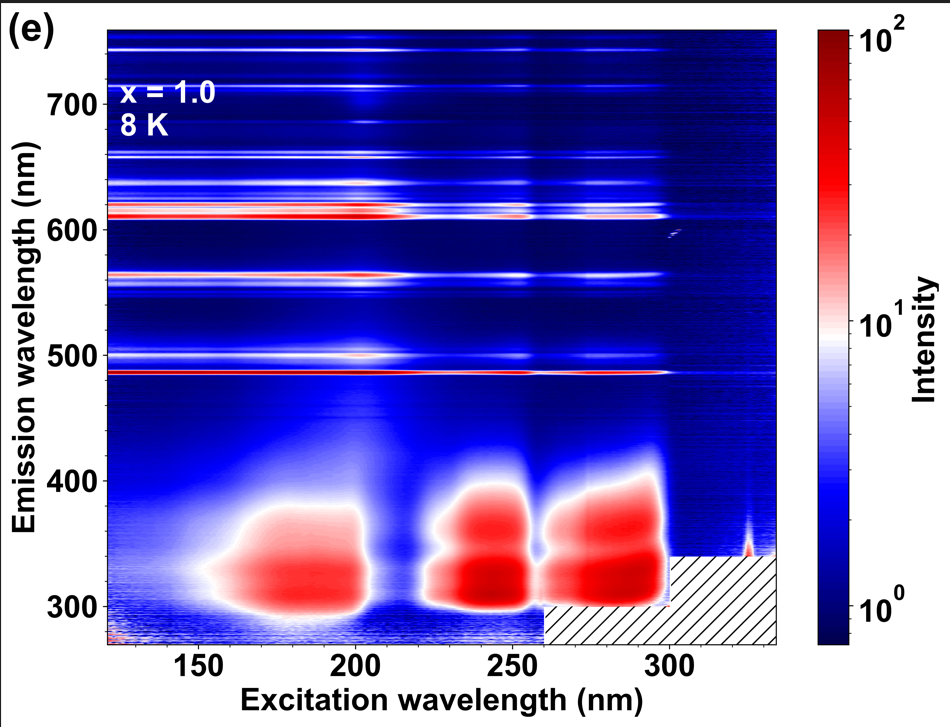 (e)
x = 1.0
8 K
700
600
500
400
300
Emission wavelength (nm)
150 200 250 300
Excitation wavelength (nm)
10²
10¹
10⁰
Intensity